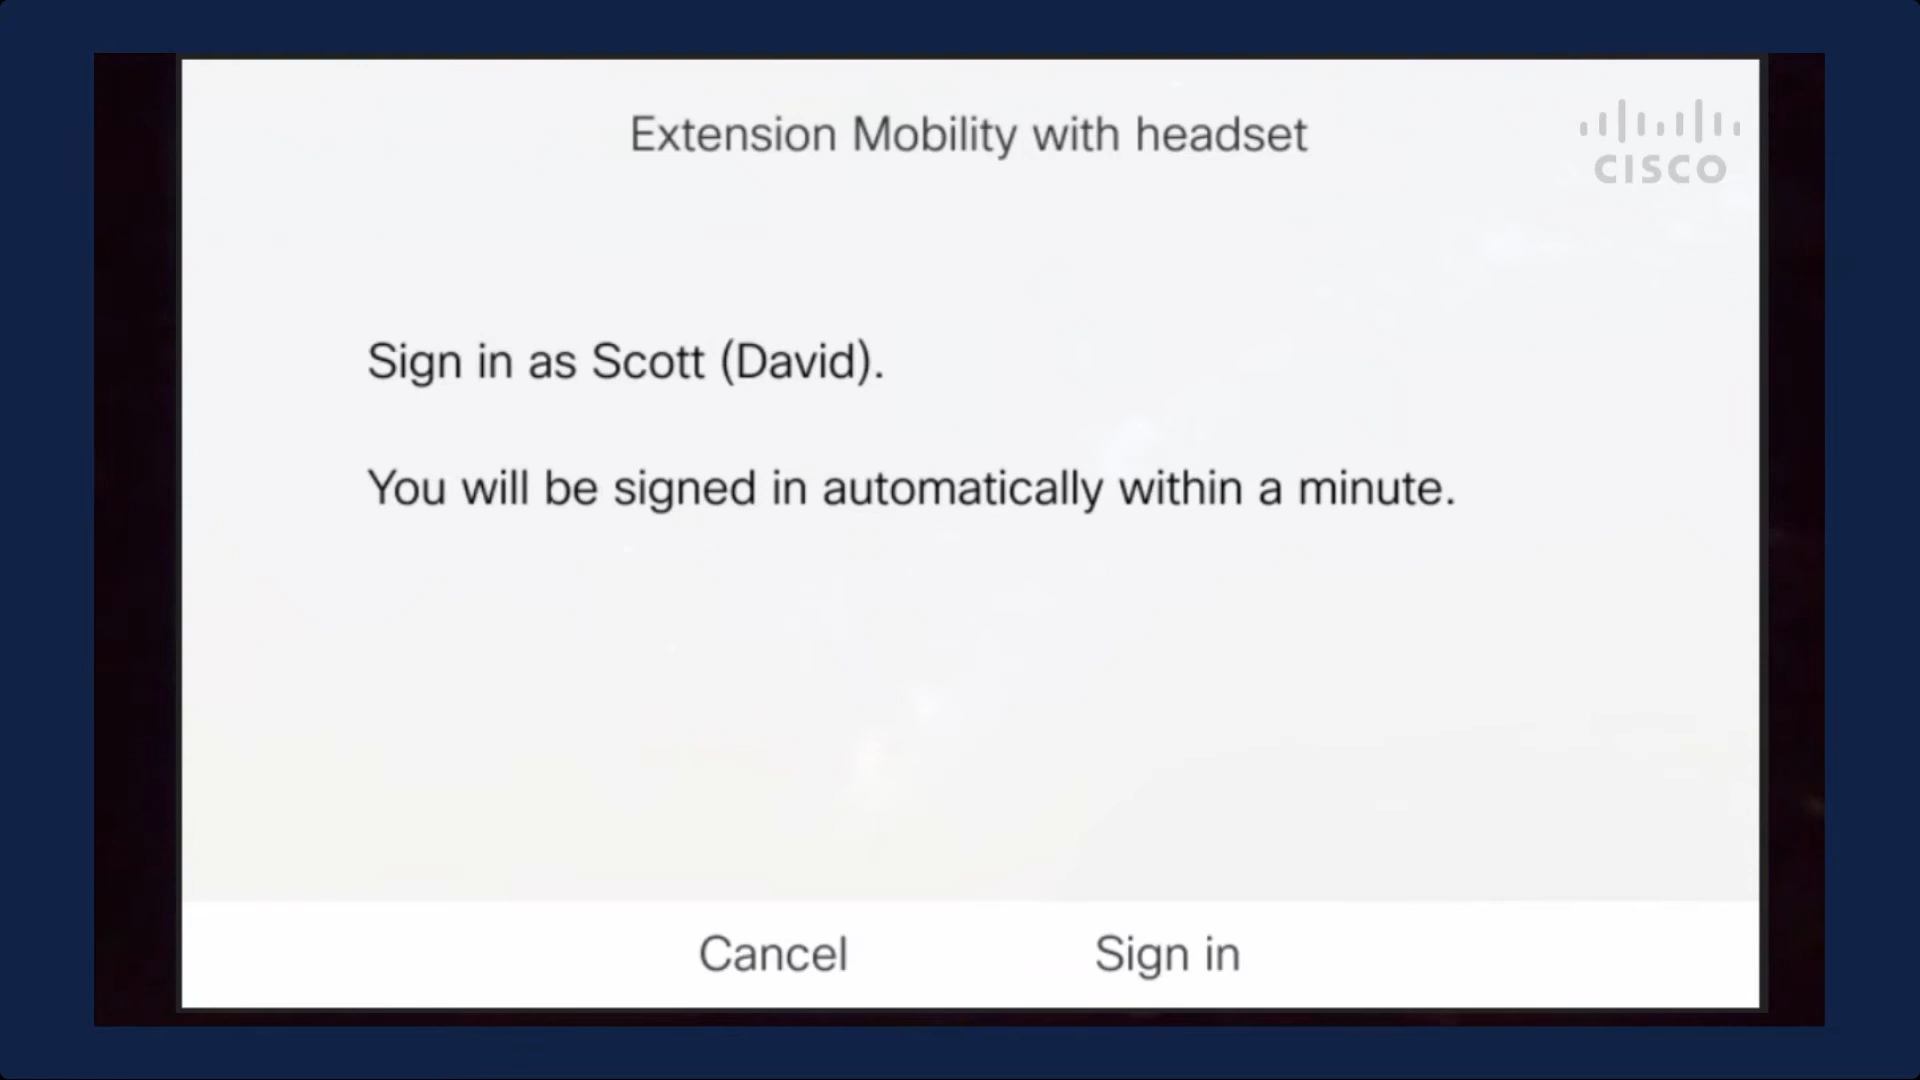 Extension Mobility with headset
CISCO
Sign in as Scott (David).
You will be signed in automatically within a minute.
Cancel
Sign in